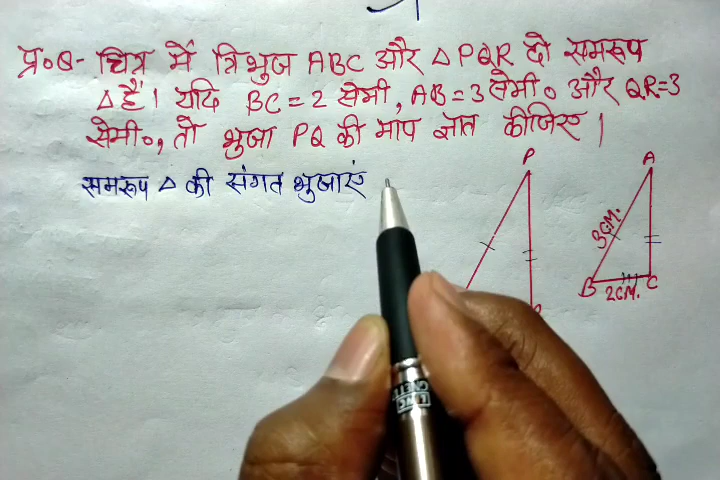 प्र०8- चित्र में त्रिभुज ABC और △PQR दो समरूप
△ हैं। यदि BC = 2 सेमी, AB = 3 सेमी० और QR=3
सेमी०, तो भुजा PQ की माप ज्ञात कीजिए।
समरूप △ की संगत भुजाएं
P
A
3CM.
B
C
2CM.